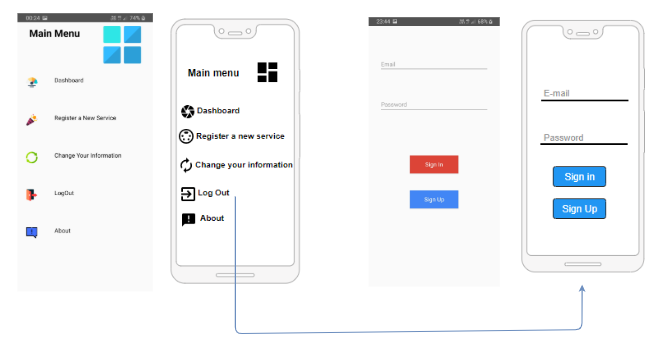 00:24 74%
Main Menu
Dashboard
Register a New Service
Change Your Information
LogOut
About
Main menu
Dashboard
Register a new service
Change your information
Log Out
About
23:44 68%
Email
Password
Sign In
Sign Up
E-mail
Password
Sign in
Sign Up